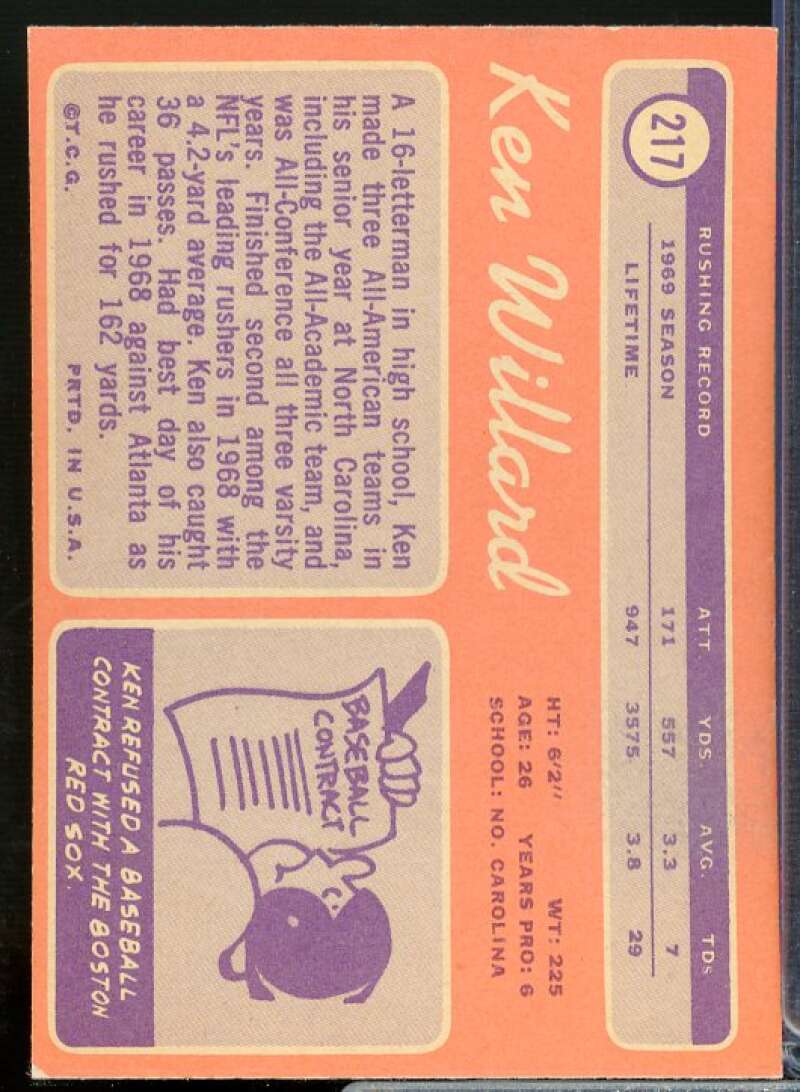 217
RUSHING RECORD ATT. YDS. AVG. TDs
1969 SEASON 171 557 3.3 7
LIFETIME 947 3575 3.8 29
Ken Willard
HT: 6'2" WT: 225
AGE: 26 YEARS PRO: 6
SCHOOL: NO. CAROLINA
A 16-letterman in high school, Ken
made three All-American teams in
his senior year at North Carolina,
including the All-Academic team, and
was All-Conference all three varsity
years. Finished second among the
NFL's leading rushers in 1968 with
a 4.2-yard average. Ken also caught
36 passes. Had best day of his
career in 1968 against Atlanta as
he rushed for 162 yards.
©T.C.G. PRTD. IN U.S.A.
BASEBALL
CONTRACT
KEN REFUSED A BASEBALL
CONTRACT WITH THE BOSTON
RED SOX.